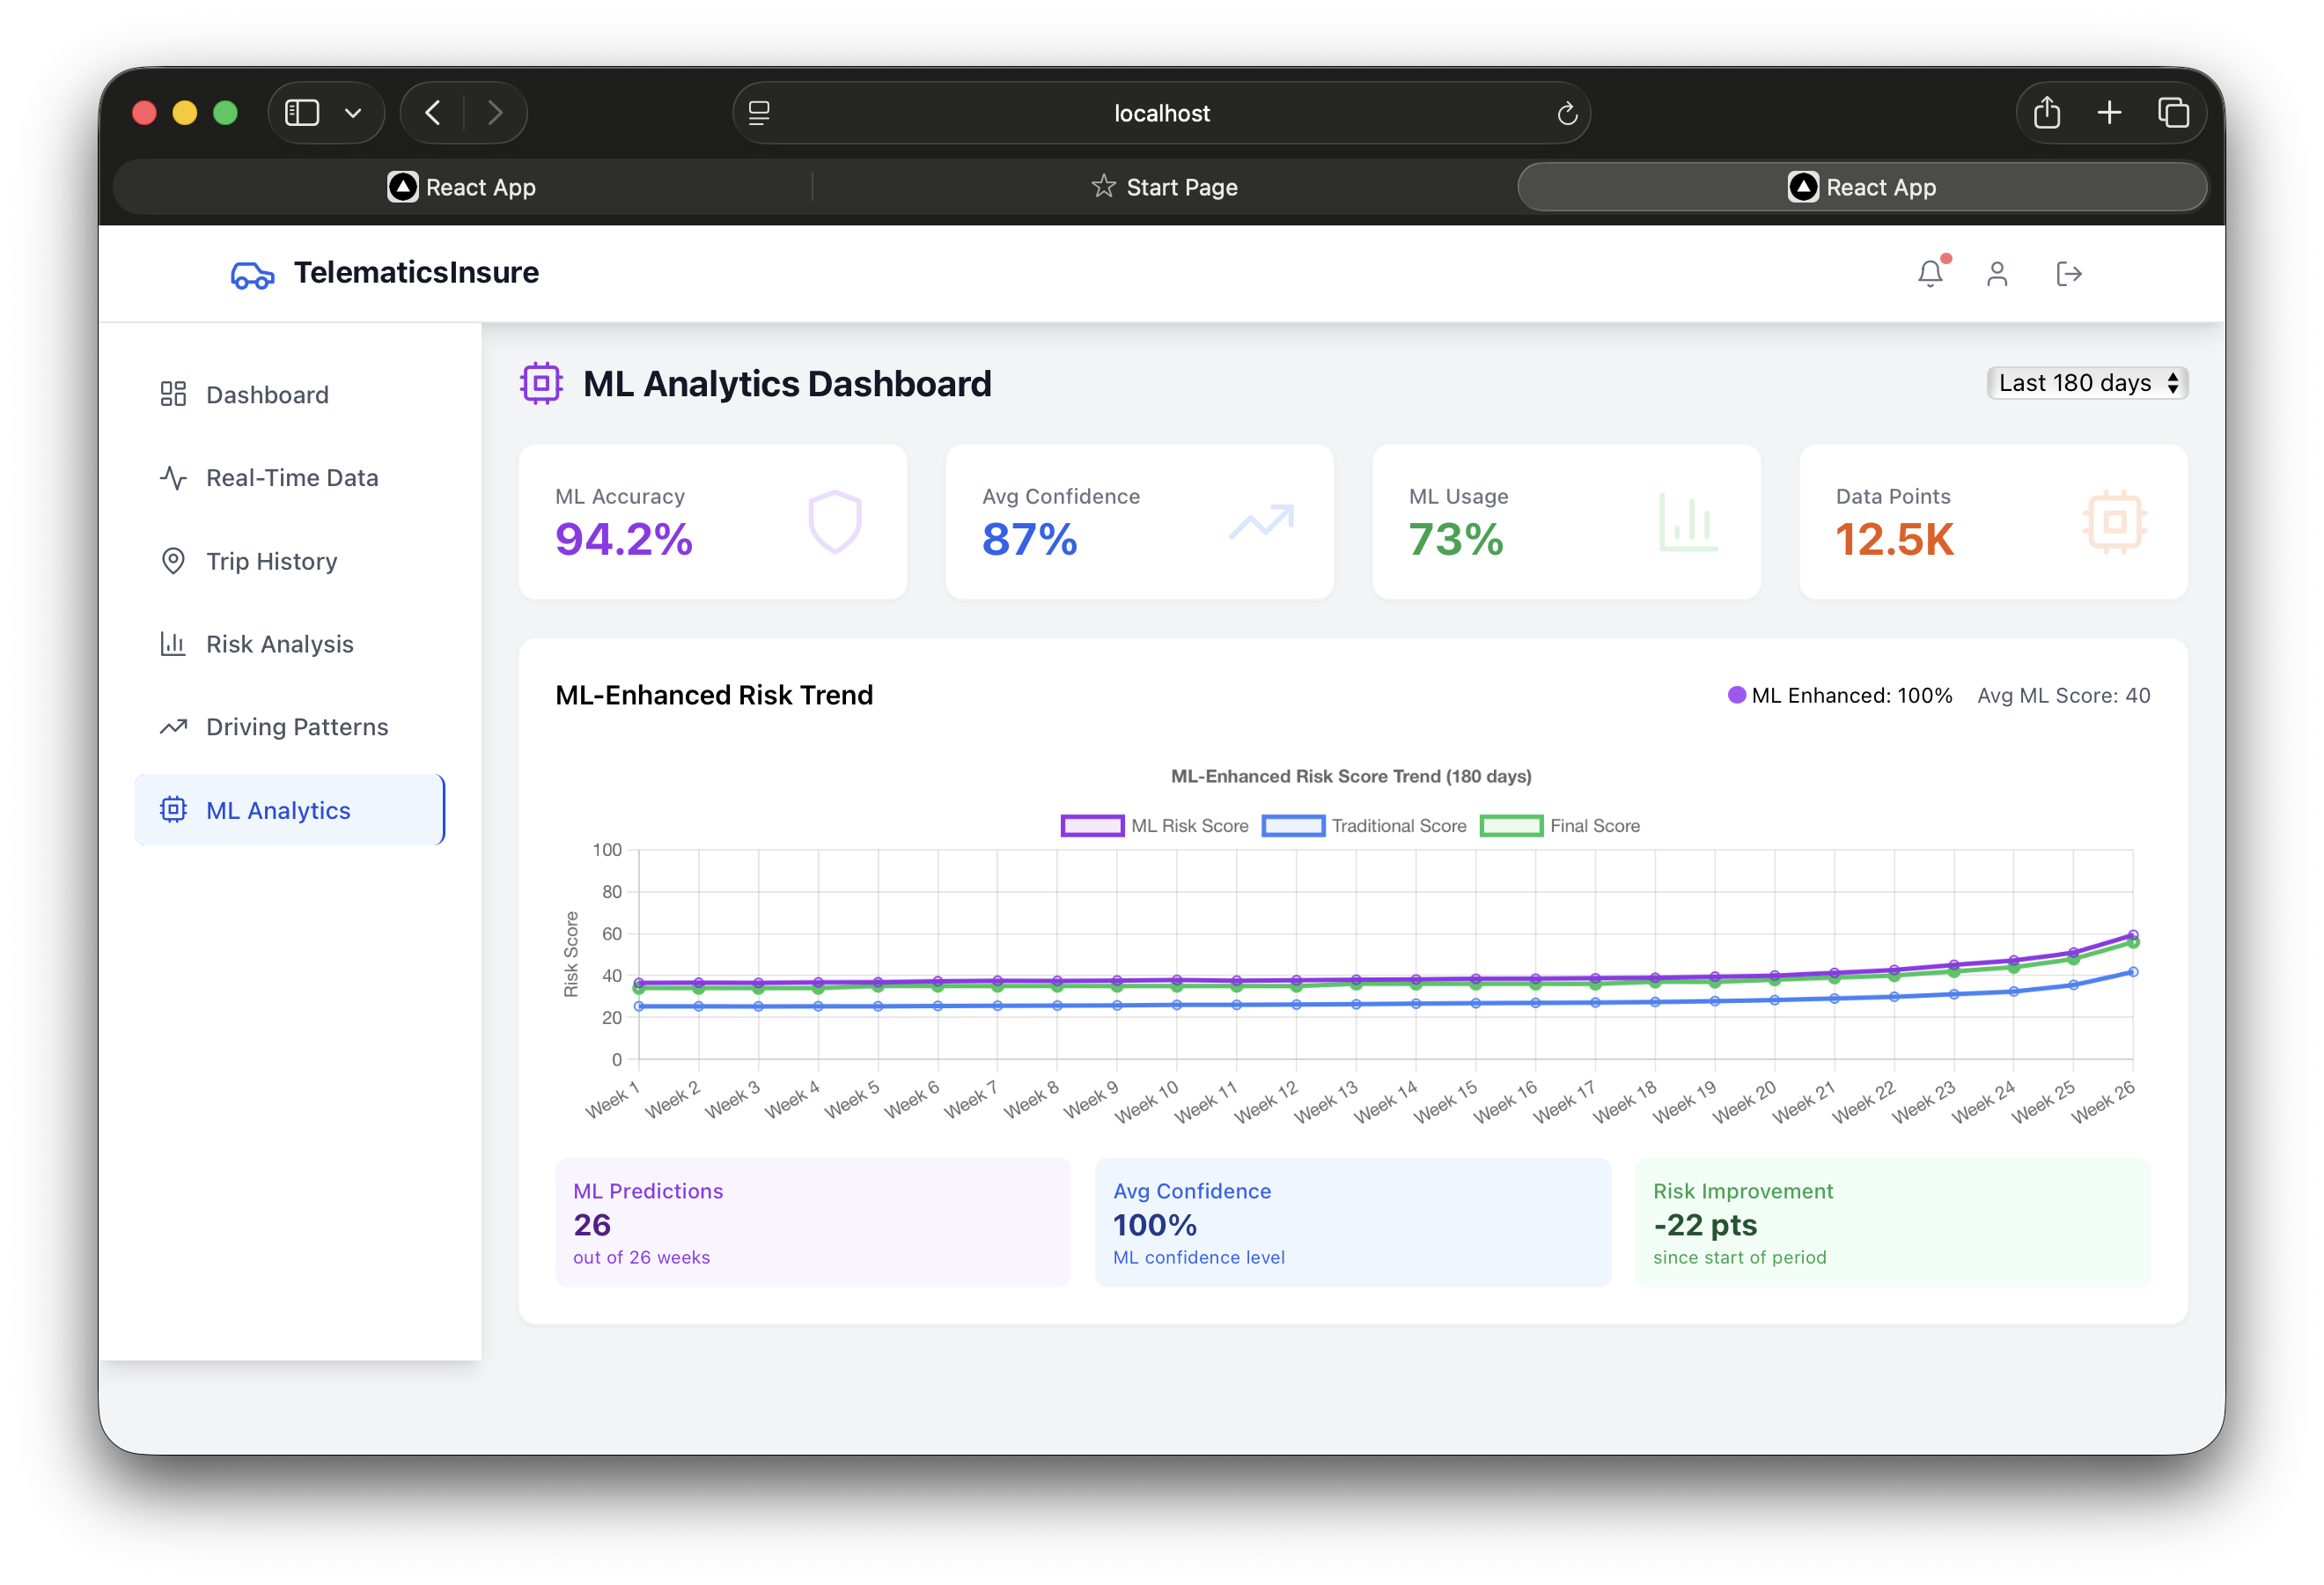 localhost
React App
Start Page
React App
TelematicsInsure
Dashboard
Real-Time Data
Trip History
Risk Analysis
Driving Patterns
ML Analytics
ML Analytics Dashboard
Last 180 days
ML Accuracy
94.2%
Avg Confidence
87%
ML Usage
73%
Data Points
12.5K
ML-Enhanced Risk Trend
ML Enhanced: 100%
Avg ML Score: 40
ML-Enhanced Risk Score Trend (180 days)
ML Risk Score
Traditional Score
Final Score
Risk Score
100
80
60
40
20
0
Week 1
Week 2
Week 3
Week 4
Week 5
Week 6
Week 7
Week 8
Week 9
Week 10
Week 11
Week 12
Week 13
Week 14
Week 15
Week 16
Week 17
Week 18
Week 19
Week 20
Week 21
Week 22
Week 23
Week 24
Week 25
Week 26
ML Predictions
26
out of 26 weeks
Avg Confidence
100%
ML confidence level
Risk Improvement
-22 pts
since start of period